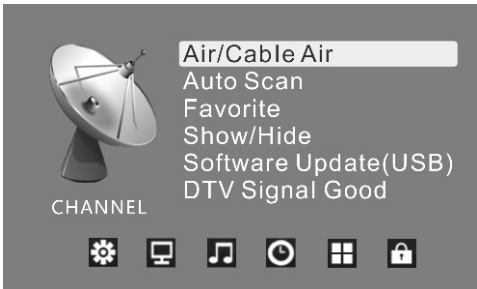 Air/Cable Air
Auto Scan
Favorite
Show/Hide
Software Update(USB)
DTV Signal Good
CHANNEL